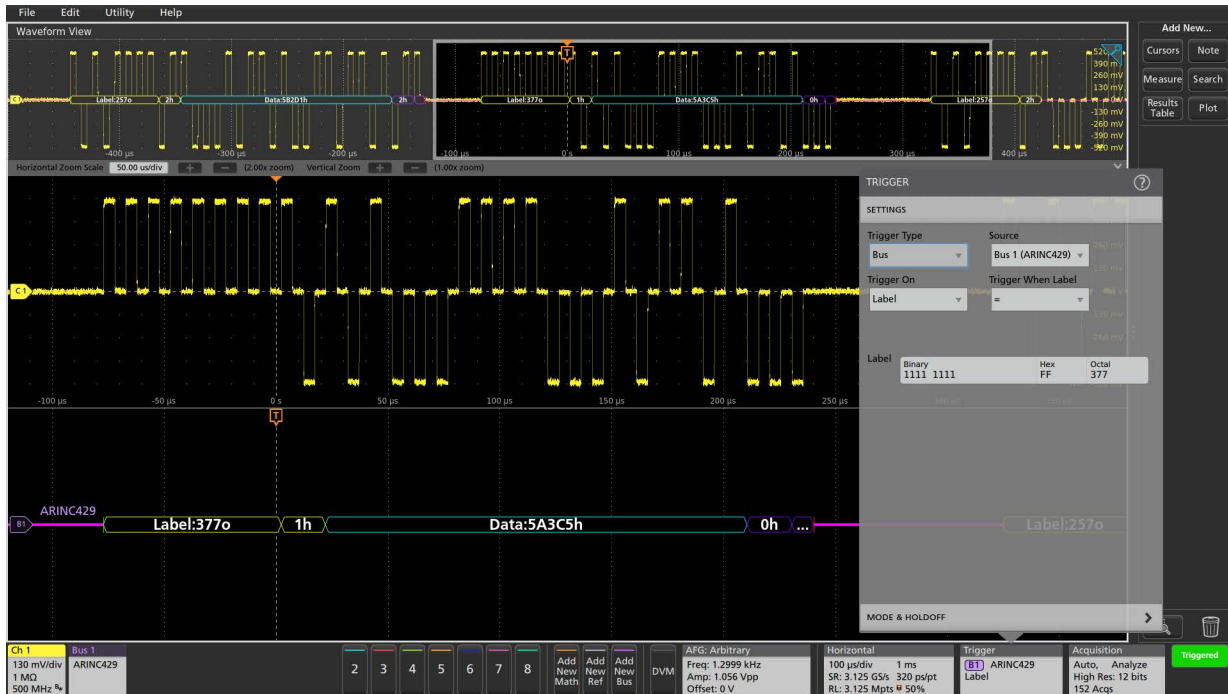 File Edit Utility Help
Waveform View
Add New...
Cursors Note
Measure Search
Results Table Plot
390 m
260 mV
130 mV
-130 mV
-260 mV
-390 mV
-520 mV
C
Label:257o 2h Data:5B2D1h 2h Label:377o 1h Data:5A3C5h 0h Label:257o 2h
T
-400 µs -300 µs -200 µs -100 µs 0 s 100 µs 200 µs 300 µs 400 µs
Horizontal Zoom Scale 50.00 us/div + − (2.00x zoom) Vertical Zoom + − (1.00x zoom)
TRIGGER ?
SETTINGS
Trigger Type Source
Bus Bus 1 (ARINC429)
Trigger On Trigger When Label
Label =
Label Binary Hex Octal
1111 1111 FF 377
MODE & HOLDOFF
C 1
-100 µs -50 µs 0 s 50 µs 100 µs 150 µs 200 µs 250 µs
T
ARINC429
B1 Label:377o 1h Data:5A3C5h 0h ... Label:257o
Ch 1
130 mV/div
1 MΩ
500 MHz Bw
Bus 1
ARINC429
2 3 4 5 6 7 8
Add New Math
Add New Ref
Add New Bus
DVM
AFG: Arbitrary
Freq: 1.2999 kHz
Amp: 1.056 Vpp
Offset: 0 V
Horizontal
100 µs/div 1 ms
SR: 3.125 GS/s 320 ps/pt
RL: 3.125 Mpts 50%
Trigger
B1 ARINC429
Label
Acquisition
Auto, Analyze
High Res: 12 bits
152 Acqs
Triggered